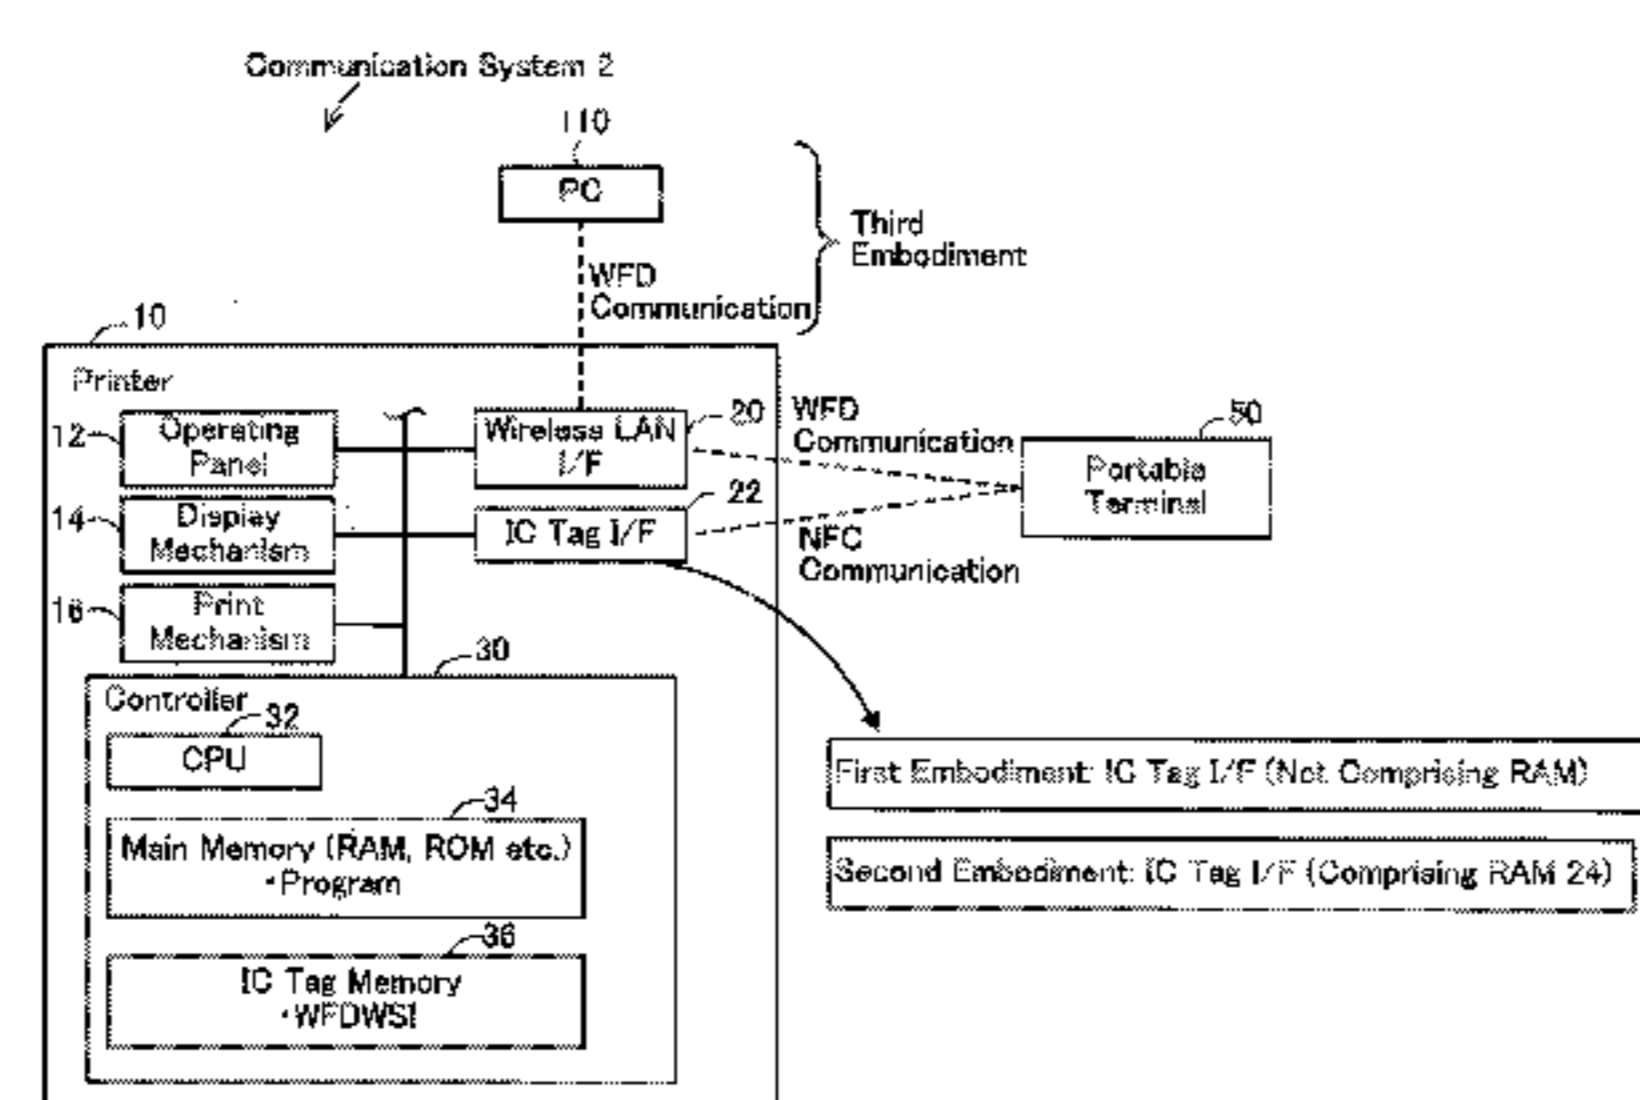 Communication System 2
110
PC
Third
Embodiment
WFD
Communication
10
Printer
12
Operating
Panel
Wireless LAN
I/F
20
WFD
Communication
50
Portable
Terminal
14
Display
Mechanism
IC Tag I/F
22
NFC
Communication
16
Print
Mechanism
30
Controller
32
CPU
34
Main Memory (RAM, ROM etc.)
・Program
36
IC Tag Memory
・WFDWSI
First Embodiment: IC Tag I/F (Not Comprising RAM)
Second Embodiment: IC Tag I/F (Comprising RAM 24)